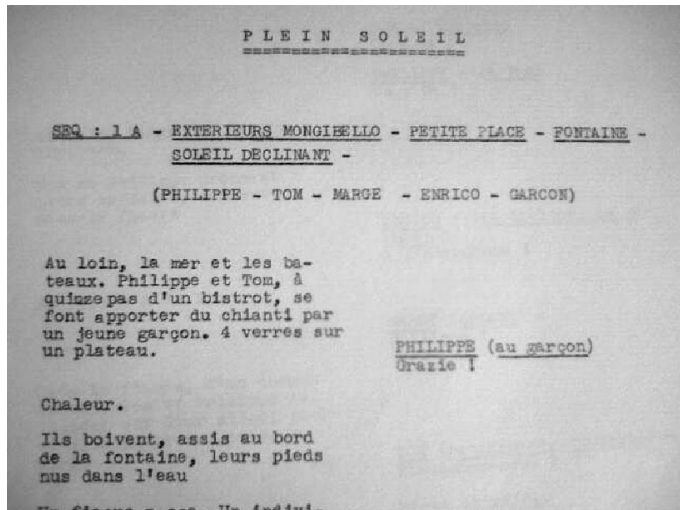 PLEIN SOLEIL
SEQ : 1 A - EXTERIEURS MONGIBELLO - PETITE PLACE - FONTAINE -
SOLEIL DECLINANT -
(PHILIPPE - TOM - MARGE - ENRICO - GARCON)
Au loin, la mer et les ba-
teaux. Philippe et Tom, à
quinze pas d'un bistrot, se
font apporter du chianti par
un jeune garçon. 4 verres sur
un plateau.
PHILIPPE (au garçon)
Grazie !
Chaleur.
Ils boivent, assis au bord
de la fontaine, leurs pieds
nus dans l'eau